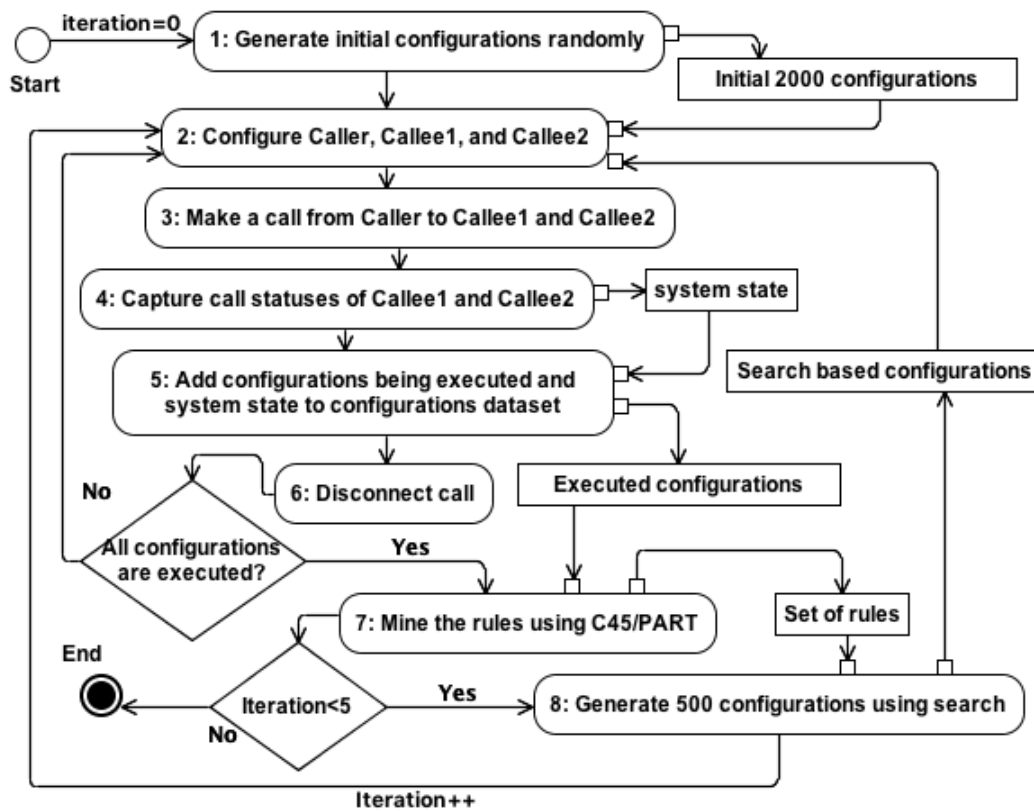 iteration=0
Start
1: Generate initial configurations randomly
Initial 2000 configurations
2: Configure Caller, Callee1, and Callee2
3: Make a call from Caller to Callee1 and Callee2
4: Capture call statuses of Callee1 and Callee2
system state
5: Add configurations being executed and
system state to configurations dataset
Search based configurations
6: Disconnect call
Executed configurations
No
All configurations
are executed?
Yes
7: Mine the rules using C45/PART
Set of rules
End
Iteration<5
Yes
No
8: Generate 500 configurations using search
Iteration++